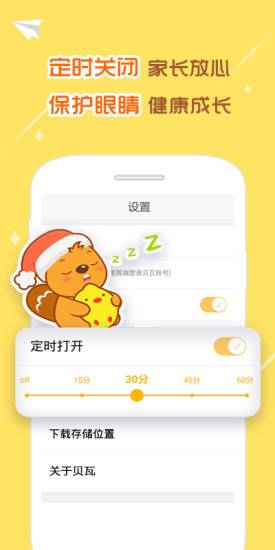 定时关闭 家长放心
保护眼睛 健康成长
设置
Z Z Z
电视端登录贝瓦账号)
定时打开
off 15分 30分 45分 60分
下载存储位置
关于贝瓦